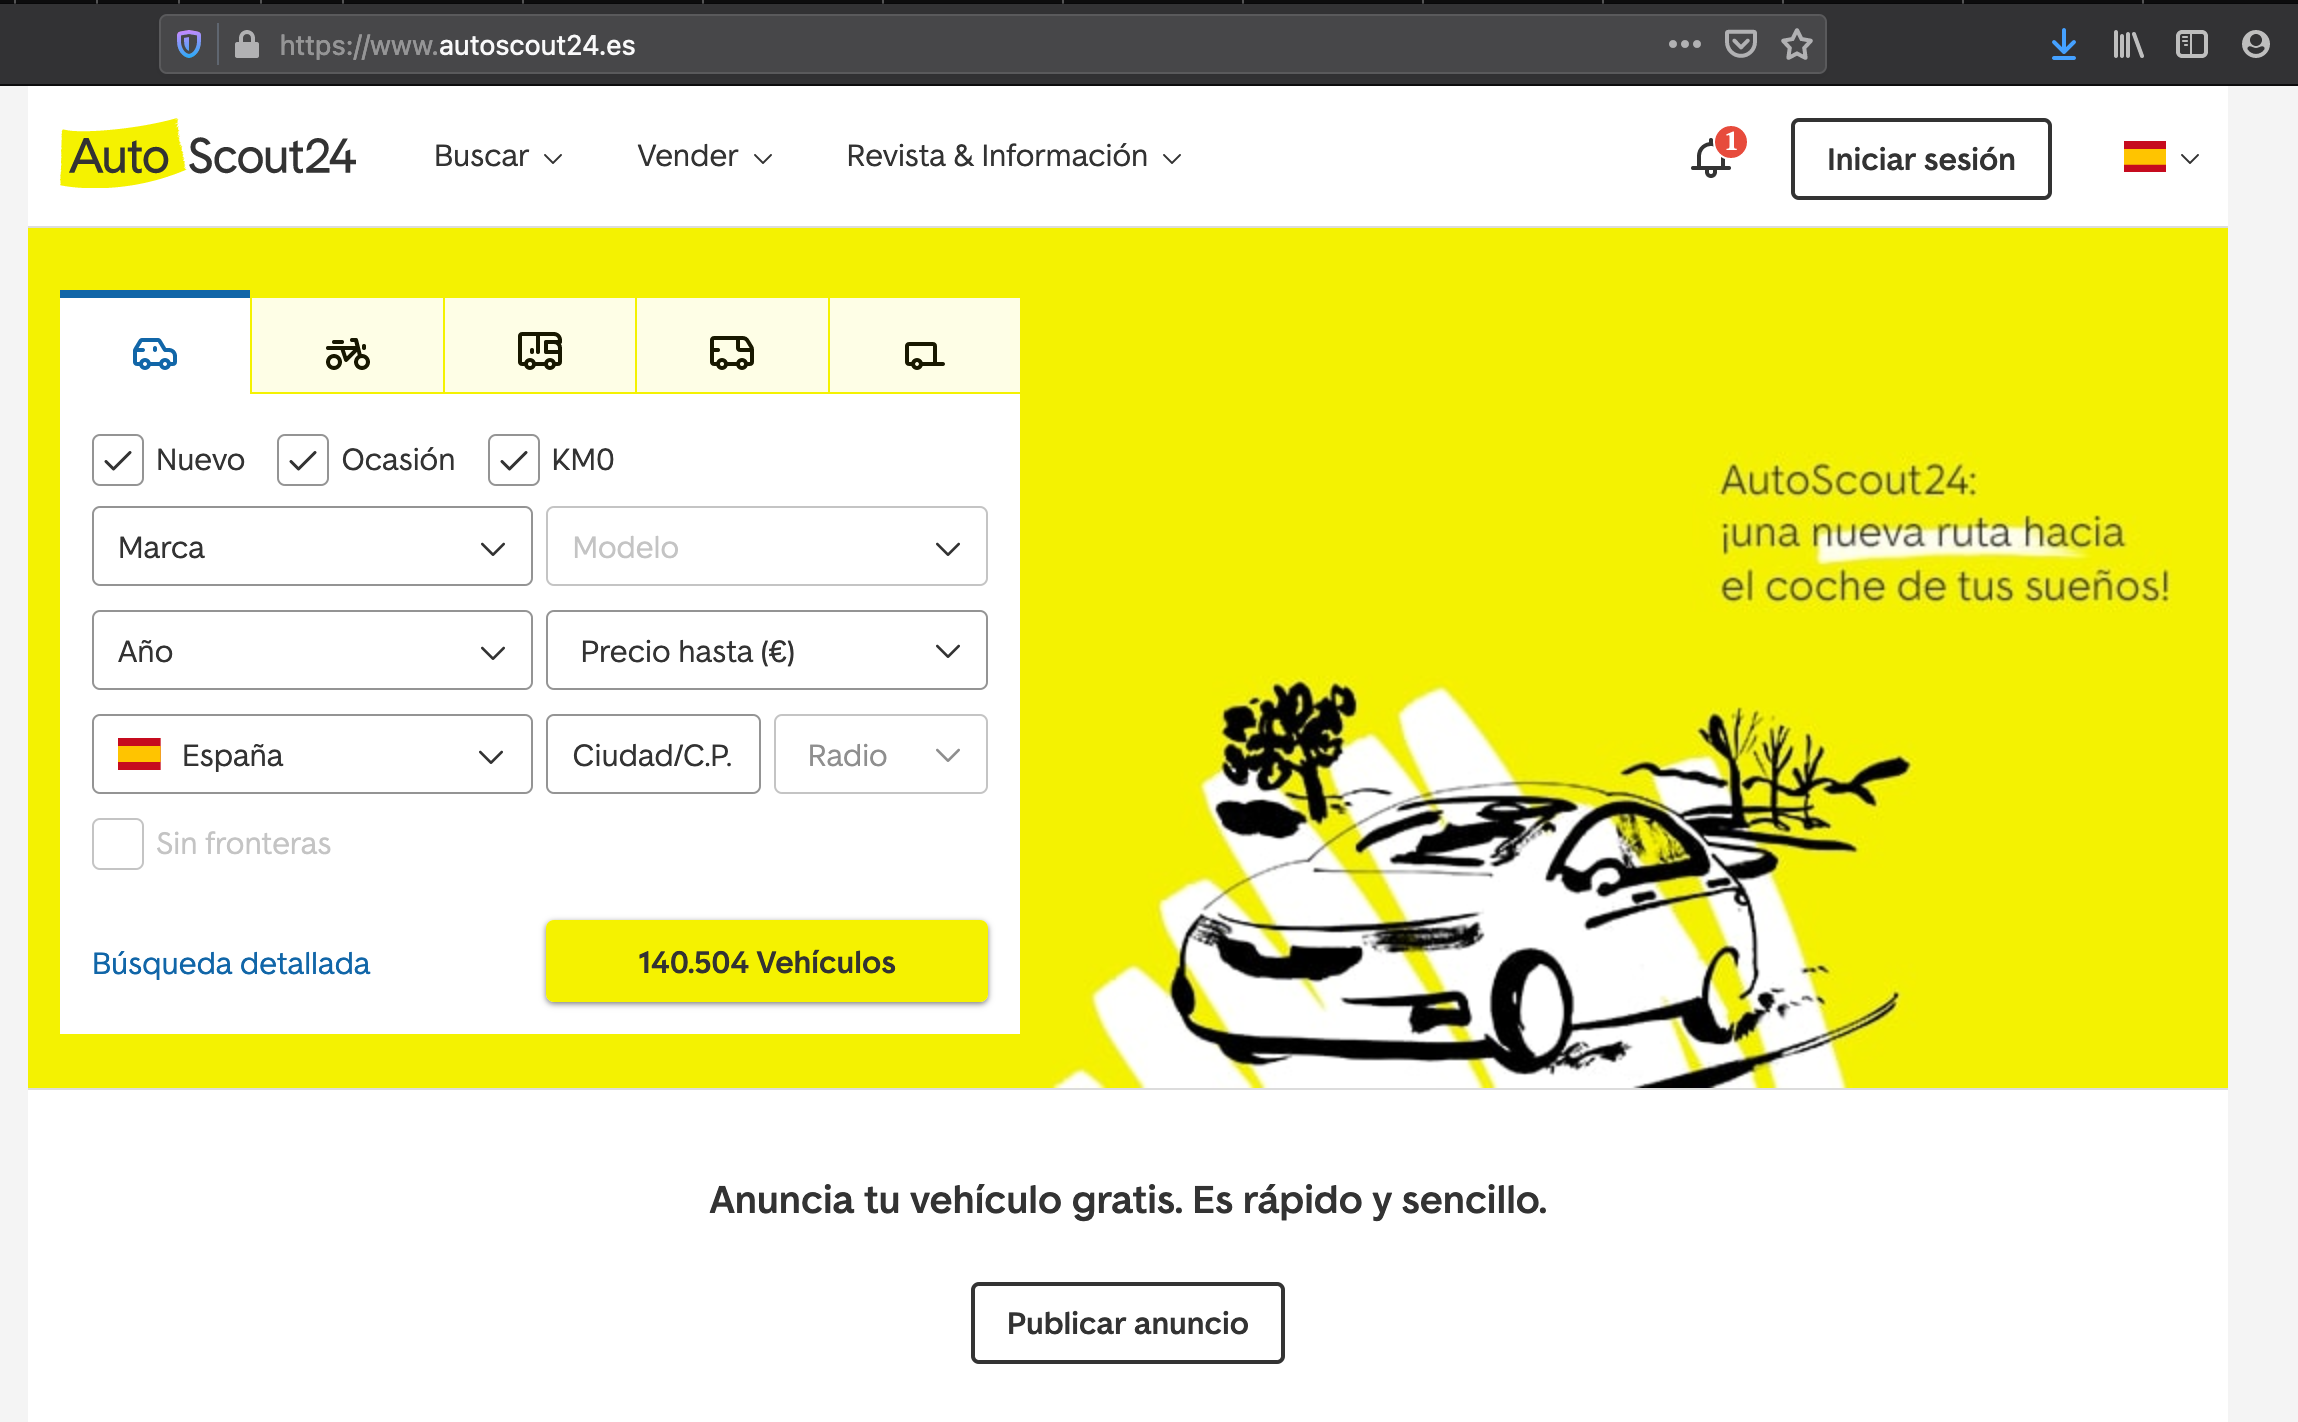 https://www.autoscout24.es
AutoScout24
Buscar
Vender
Revista & Información
1
Iniciar sesión
Nuevo
Ocasión
KM0
Marca
Modelo
Año
Precio hasta (€)
España
Ciudad/C.P.
Radio
Sin fronteras
Búsqueda detallada
140.504 Vehículos
AutoScout24:
¡una nueva ruta hacia
el coche de tus sueños!
Anuncia tu vehículo gratis. Es rápido y sencillo.
Publicar anuncio